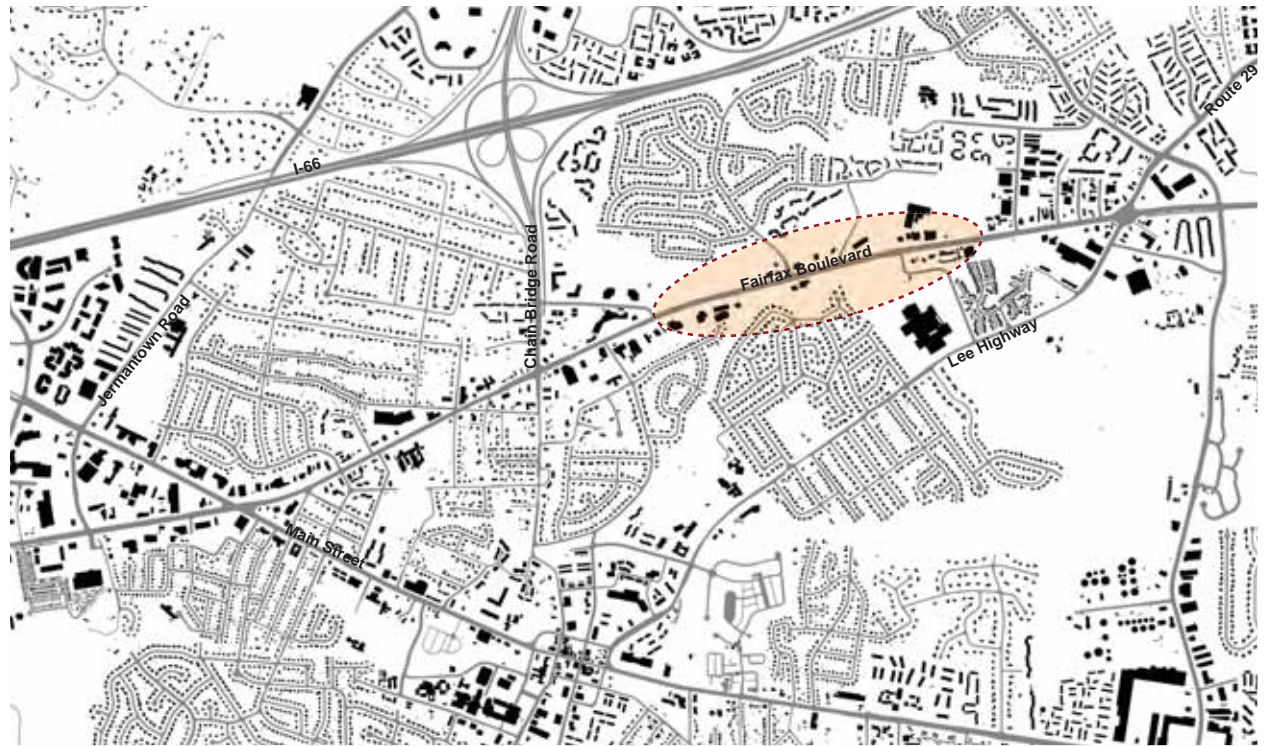 Route 29
I-66
Chain Bridge Road
Fairfax Boulevard
Jermantown Road
Lee Highway
Main Street